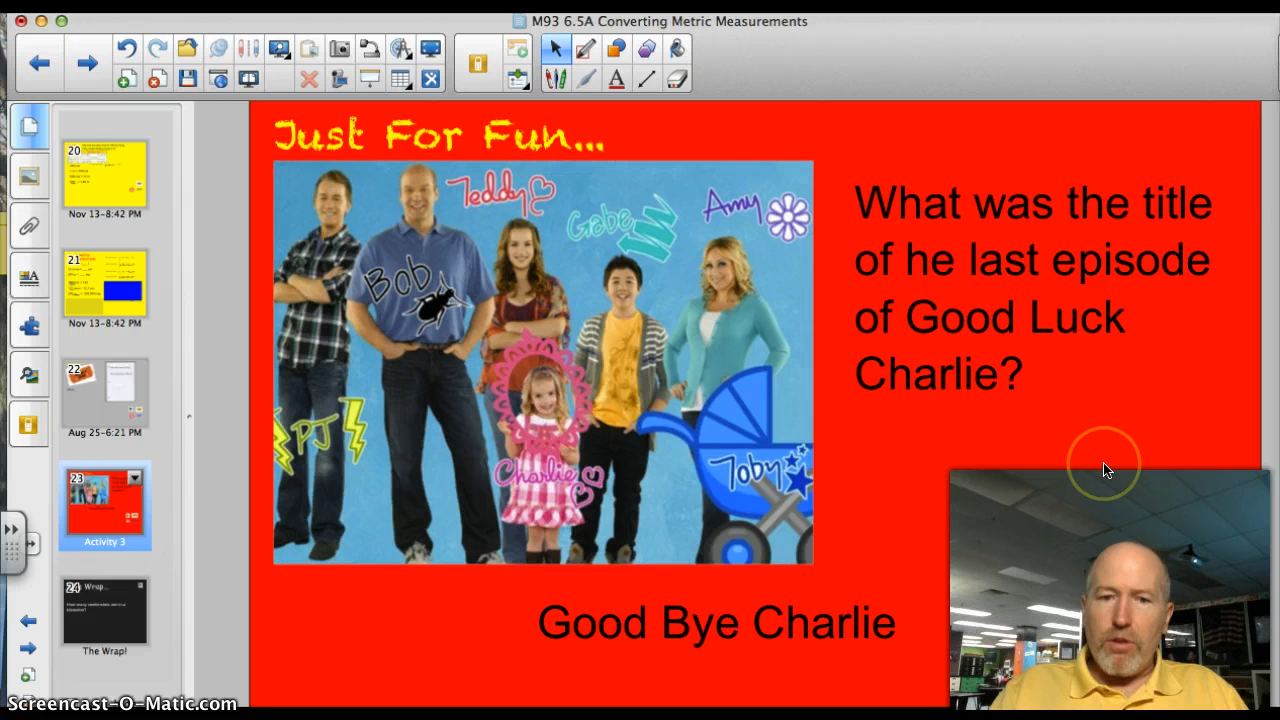 M93 6.5A Converting Metric Measurements
20
Nov 13-8:42 PM
21
Nov 13-8:42 PM
22
Aug 25-6:21 PM
23
Activity 3
24 Wrap...
The Wrap!
Just For Fun...
Teddy
Gabe
Amy
Bob
PJ
Charlie
Toby
What was the title
of he last episode
of Good Luck
Charlie?
Good Bye Charlie
Screencast-O-Matic.com